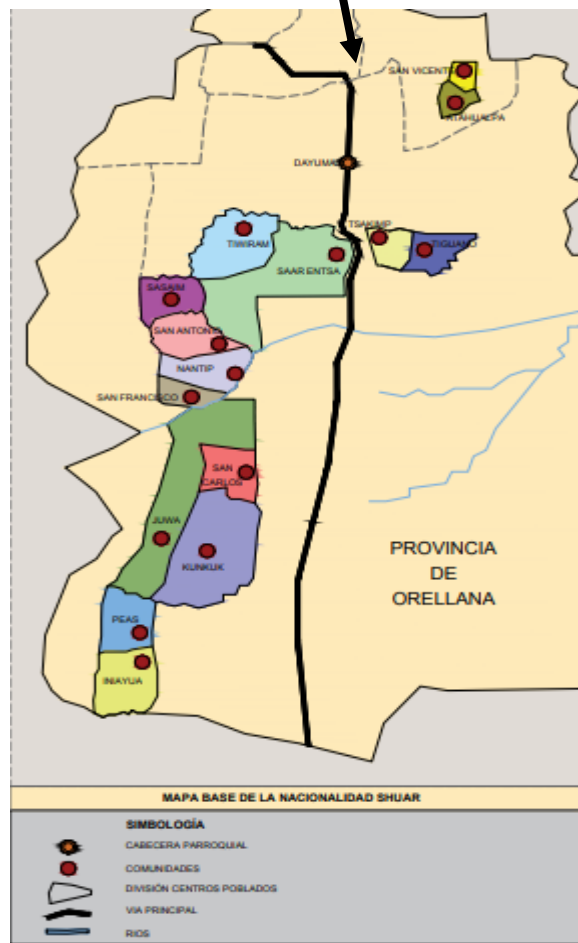 SAN VICENTE
ATAHUALPA
DAYUMA
TSAKIMP
TIWIRAM
TIGUANO
SAAR ENTSA
SASAIM
SAN ANTONIO
NANTIP
SAN FRANCISCO
SAN
CARLOS
JUWA
PROVINCIA
DE
ORELLANA
KUNKUK
PEAS
INIAYUA
MAPA BASE DE LA NACIONALIDAD SHUAR
SIMBOLOGÍA
CABECERA PARROQUIAL
COMUNIDADES
DIVISIÓN CENTROS POBLADOS
VIA PRINCIPAL
RIOS